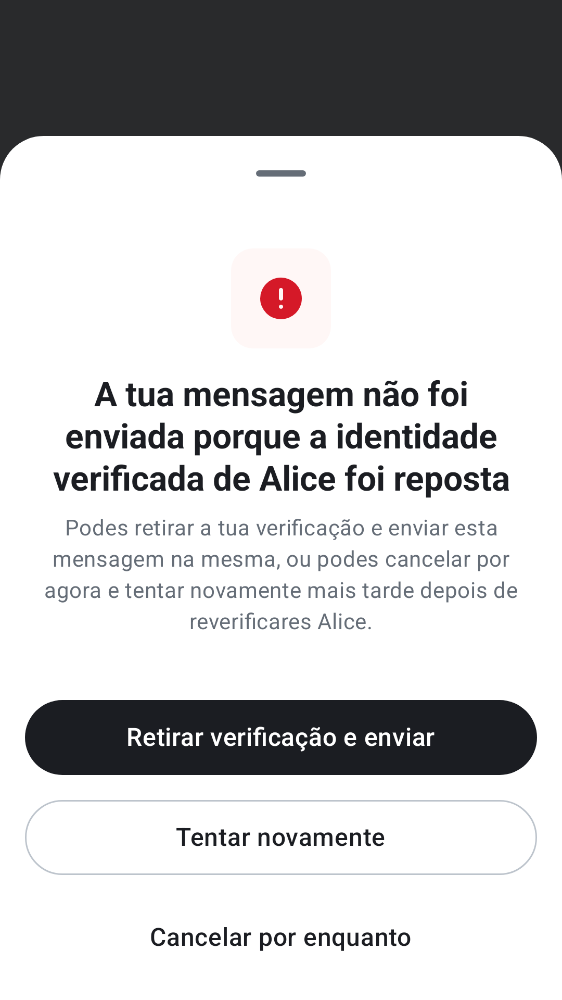 A tua mensagem não foi
enviada porque a identidade
verificada de Alice foi reposta
Podes retirar a tua verificação e enviar esta
mensagem na mesma, ou podes cancelar por
agora e tentar novamente mais tarde depois de
reverificares Alice.
Retirar verificação e enviar
Tentar novamente
Cancelar por enquanto